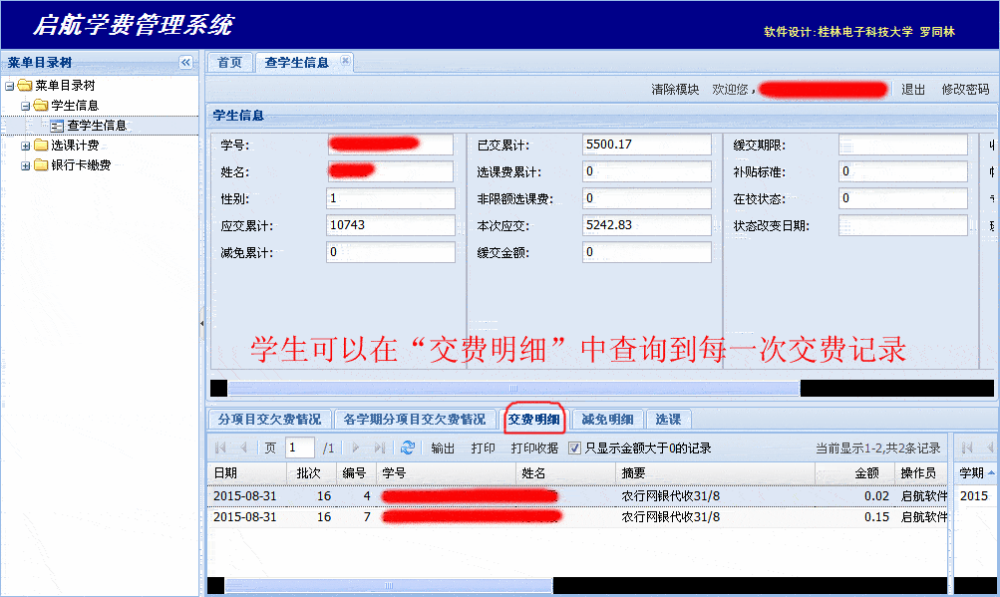 启航学费管理系统
软件设计:桂林电子科技大学 罗同林
菜单目录树
首页 查学生信息
菜单目录树
学生信息
查学生信息
选课计费
银行卡缴费
清除模块 欢迎您, 退出 修改密码
学生信息
学号: 已交累计: 5500.17 缓交期限:
姓名: 选课费累计: 0 补贴标准: 0
性别: 1 非限额选课费: 0 在校状态: 0
应交累计: 10743 本次应交: 5242.83 状态改变日期:
减免累计: 0 缓交金额: 0
学生可以在“交费明细”中查询到每一次交费记录
分项目交欠费情况 各学期分项目交欠费情况 交费明细 减免明细 选课
页 1 /1 输出 打印 打印收据 只显示金额大于0的记录 当前显示1-2,共2条记录
日期 批次 编号 学号 姓名 摘要 金额 操作员 学期
2015-08-31 16 4 农行网银代收31/8 0.02 启航软件 2015
2015-08-31 16 7 农行网银代收31/8 0.15 启航软件